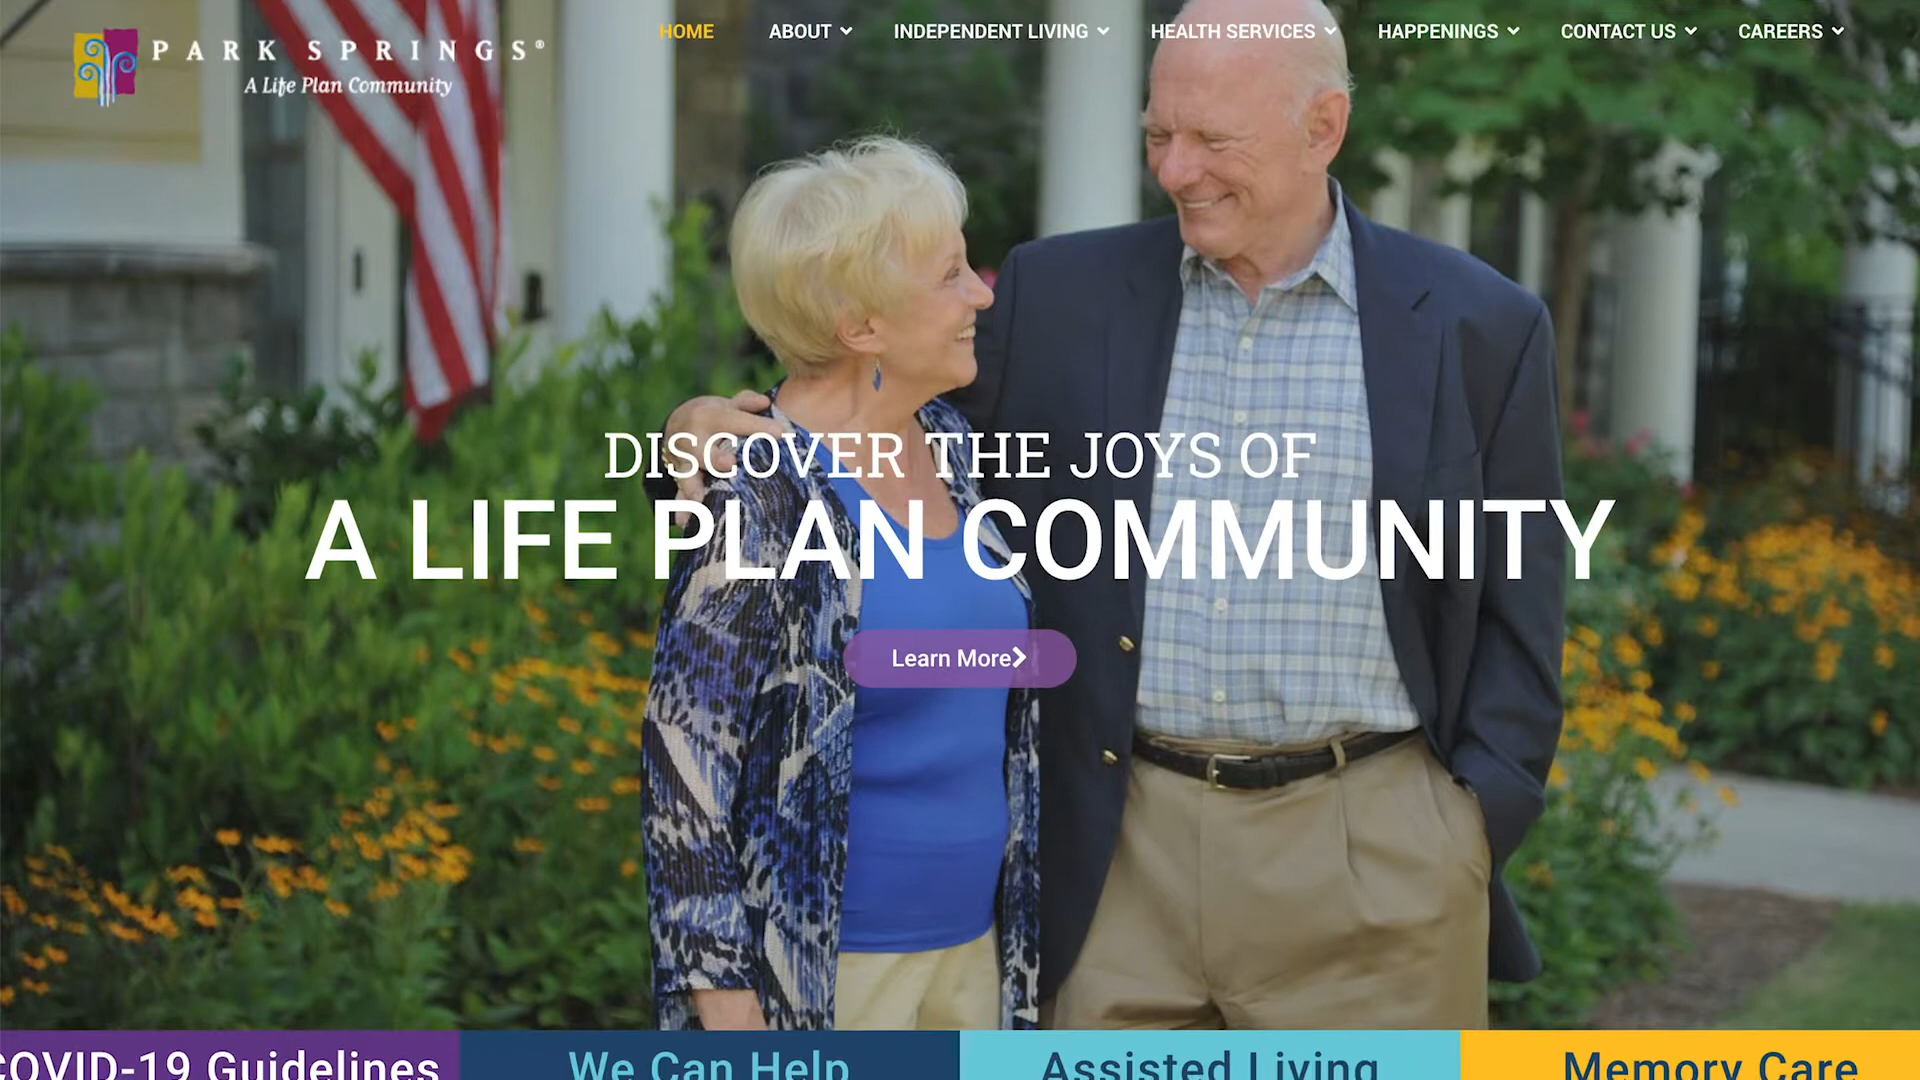 PARK SPRINGS®
A Life Plan Community
HOME ABOUT INDEPENDENT LIVING HEALTH SERVICES HAPPENINGS CONTACT US CAREERS
DISCOVER THE JOYS OF
A LIFE PLAN COMMUNITY
Learn More
COVID-19 Guidelines
We Can Help
Assisted Living
Memory Care